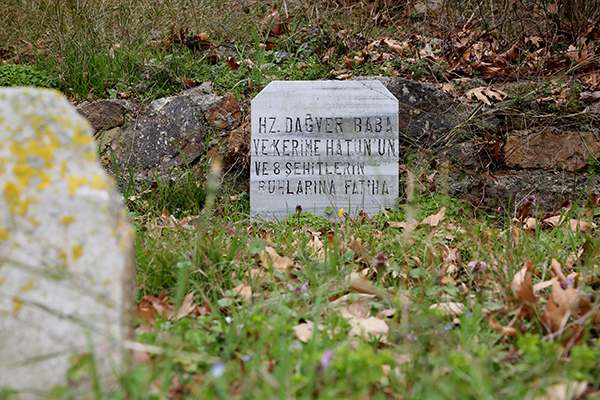 HZ. DAĞVER BABA
VE KERİME HATUN UN
VE 8 ŞEHİTLERİN
RUHLARINA FATİHA